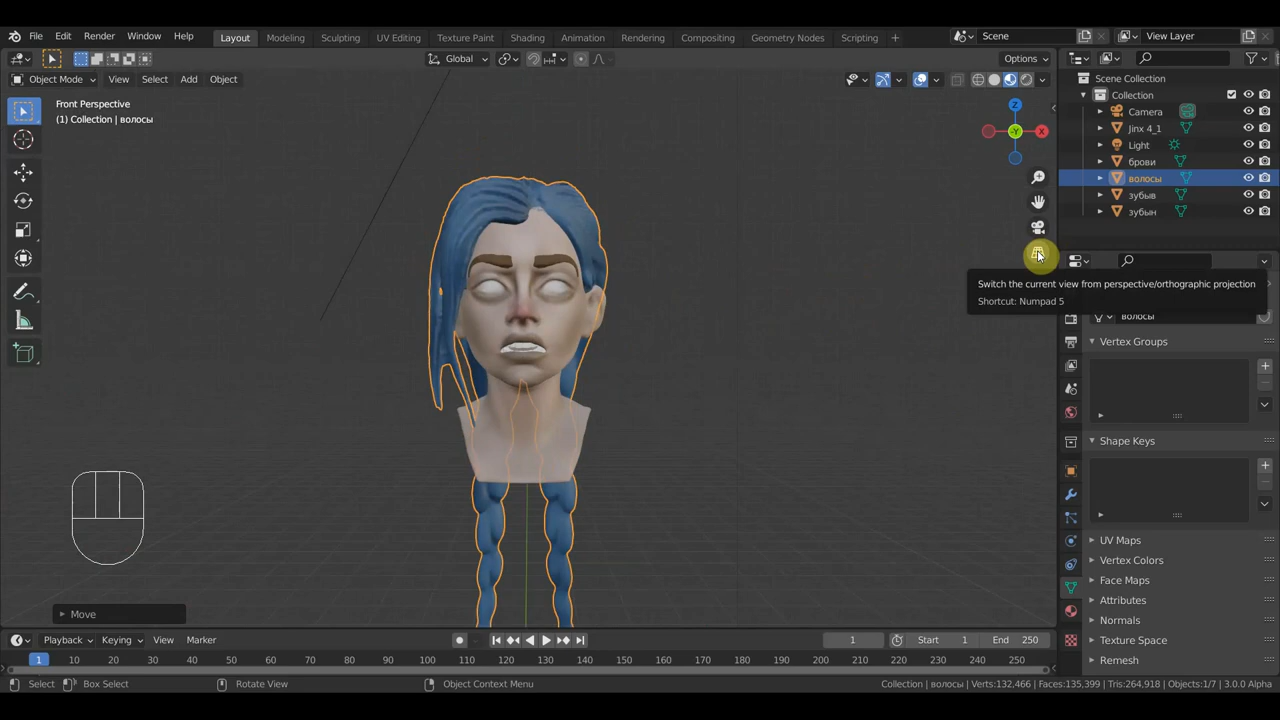 File Edit Render Window Help Layout Modeling Sculpting UV Editing Texture Paint Shading Animation Rendering Compositing Geometry Nodes Scripting + Scene View Layer
Global Options
Object Mode View Select Add Object
Front Perspective
(1) Collection | волосы
Z
Y
X
Scene Collection
Collection
Camera
Jinx 4_1
Light
брови
волосы
зубыв
зубын
Switch the current view from perspective/orthographic projection
Shortcut: Numpad 5
волосы
Vertex Groups
Shape Keys
UV Maps
Vertex Colors
Face Maps
Attributes
Normals
Texture Space
Remesh
Move
Playback Keying View Marker 1 Start 1 End 250
1 10 20 30 40 50 60 70 80 90 100 110 120 130 140 150 160 170 180 190 200 210 220 230 240 250
Select Box Select Rotate View Object Context Menu Collection | волосы | Verts:132,466 | Faces:135,399 | Tris:264,918 | Objects:1/7 | 3.0.0 Alpha